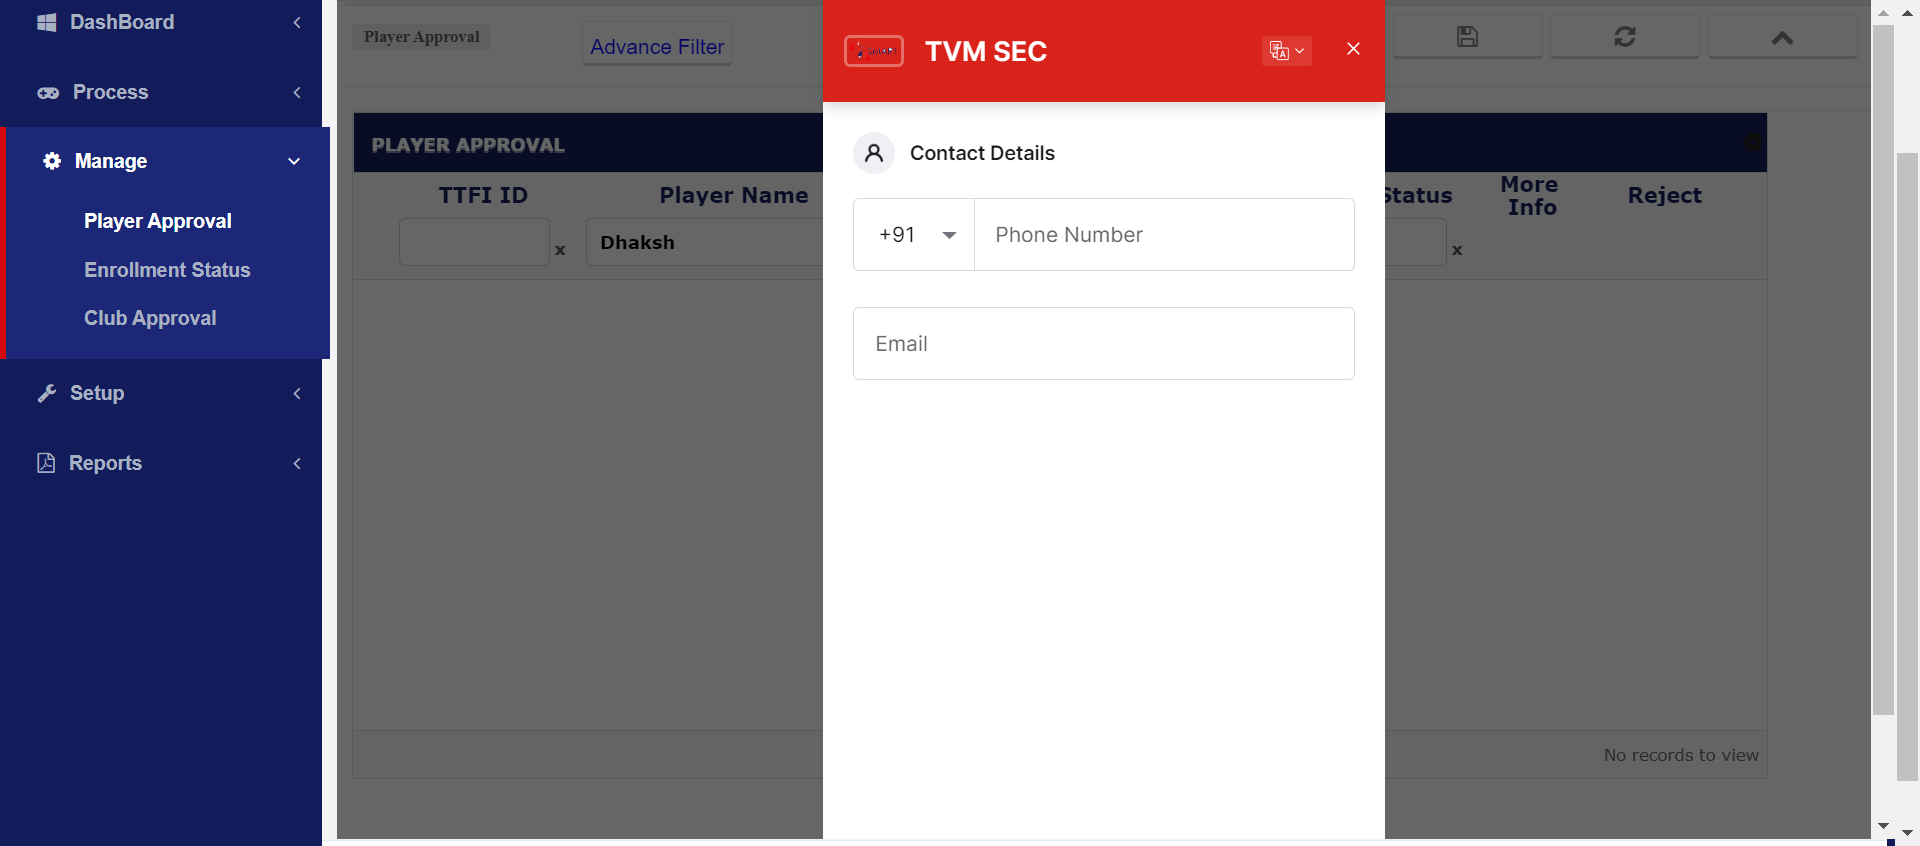 DashBoard
Process
Manage
Player Approval
Enrollment Status
Club Approval
Setup
Reports
Player Approval
Advance Filter
PLAYER APPROVAL
TTFI ID
Player Name
Status
More Info
Reject
x
Dhaksh
x
No records to view
TVM SEC
Contact Details
+91
Phone Number
Email